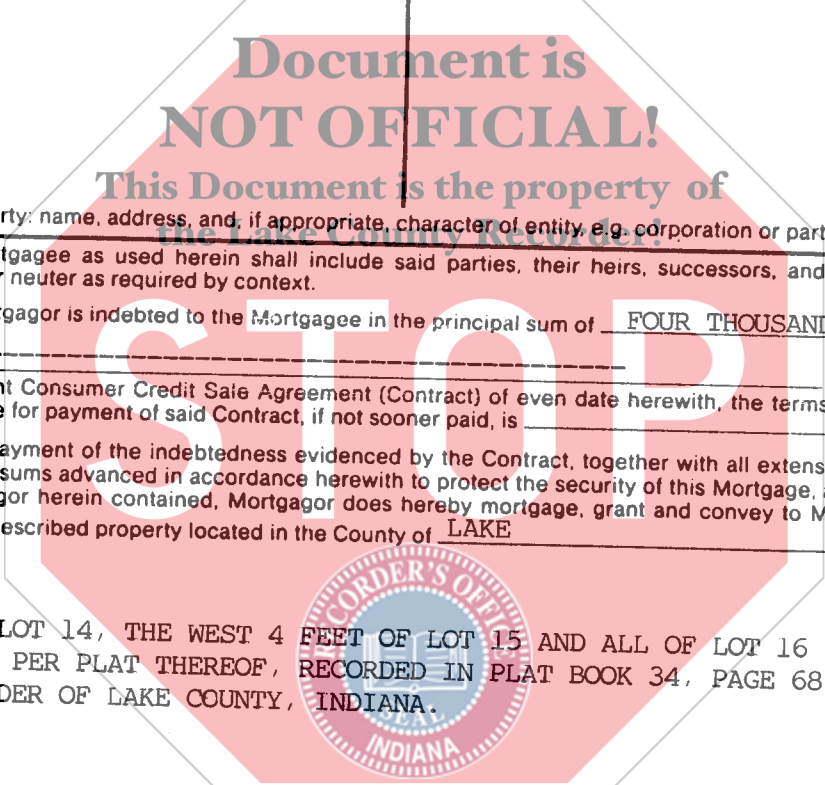 Document is
NOT OFFICIAL!
This Document is the property of
the Lake County Recorder!
rty: name, address, and, if appropriate, character of entity, e.g. corporation or part
tgagee as used herein shall include said parties, their heirs, successors, and
r neuter as required by context.
rgagor is indebted to the Mortgagee in the principal sum of FOUR THOUSAND
nt Consumer Credit Sale Agreement (Contract) of even date herewith, the terms
e for payment of said Contract, if not sooner paid, is
ayment of the indebtedness evidenced by the Contract, together with all extens
sums advanced in accordance herewith to protect the security of this Mortgage,
gor herein contained, Mortgagor does hereby mortgage, grant and convey to M
escribed property located in the County of LAKE
STOP
LOT 14, THE WEST 4 FEET OF LOT 15 AND ALL OF LOT 16
PER PLAT THEREOF, RECORDED IN PLAT BOOK 34, PAGE 68
DER OF LAKE COUNTY, INDIANA.
RECORDER'S OFFICE
SEAL
INDIANA